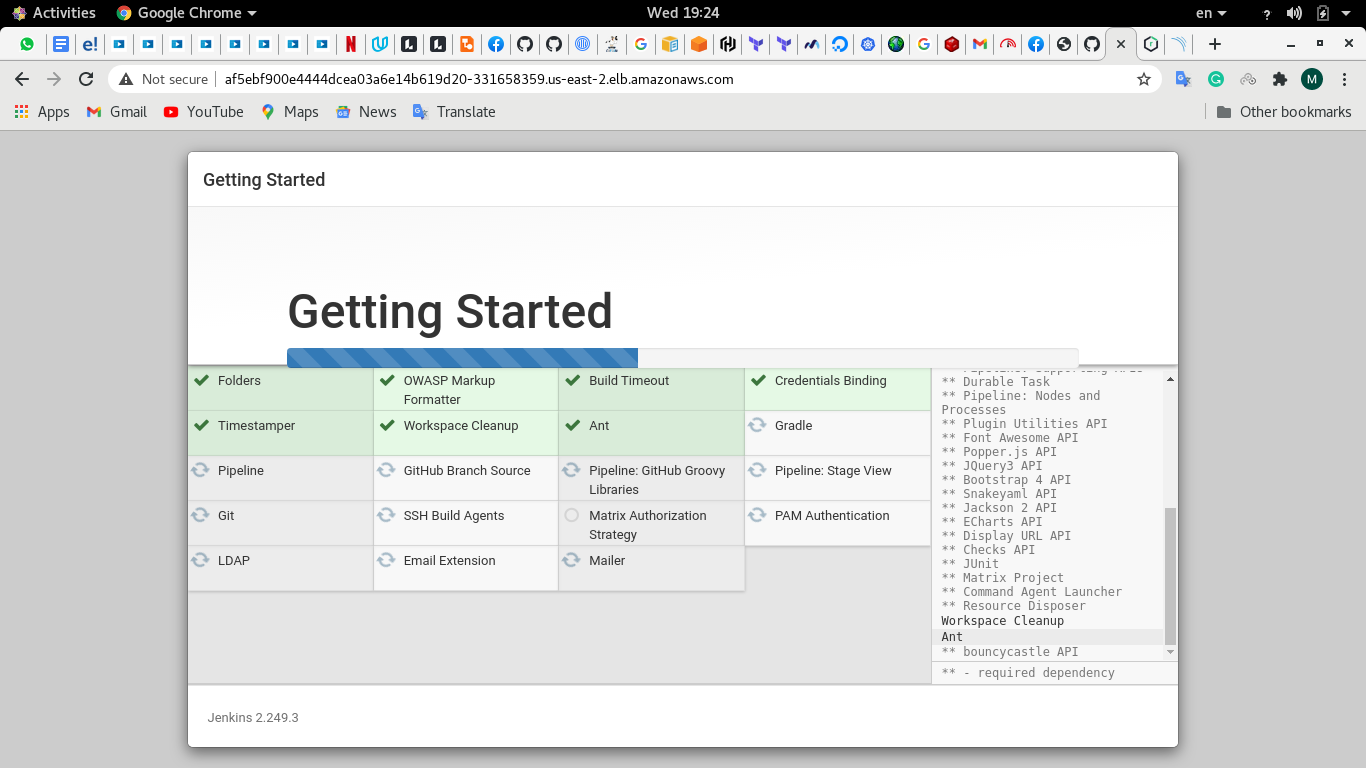 Activities Google Chrome Wed 19:24 en ?
Not secure af5ebf900e4444dcea03a6e14b619d20-331658359.us-east-2.elb.amazonaws.com M
Apps Gmail YouTube Maps News Translate Other bookmarks
Getting Started
Getting Started
Folders
OWASP Markup
Formatter
Build Timeout
Credentials Binding
Timestamper
Workspace Cleanup
Ant
Gradle
Pipeline
GitHub Branch Source
Pipeline: GitHub Groovy
Libraries
Pipeline: Stage View
Git
SSH Build Agents
Matrix Authorization
Strategy
PAM Authentication
LDAP
Email Extension
Mailer
** Pipeline: Supporting APIs
** Durable Task
** Pipeline: Nodes and
Processes
** Plugin Utilities API
** Font Awesome API
** Popper.js API
** JQuery3 API
** Bootstrap 4 API
** Snakeyaml API
** Jackson 2 API
** ECharts API
** Display URL API
** Checks API
** JUnit
** Matrix Project
** Command Agent Launcher
** Resource Disposer
Workspace Cleanup
Ant
** bouncycastle API
** - required dependency
Jenkins 2.249.3